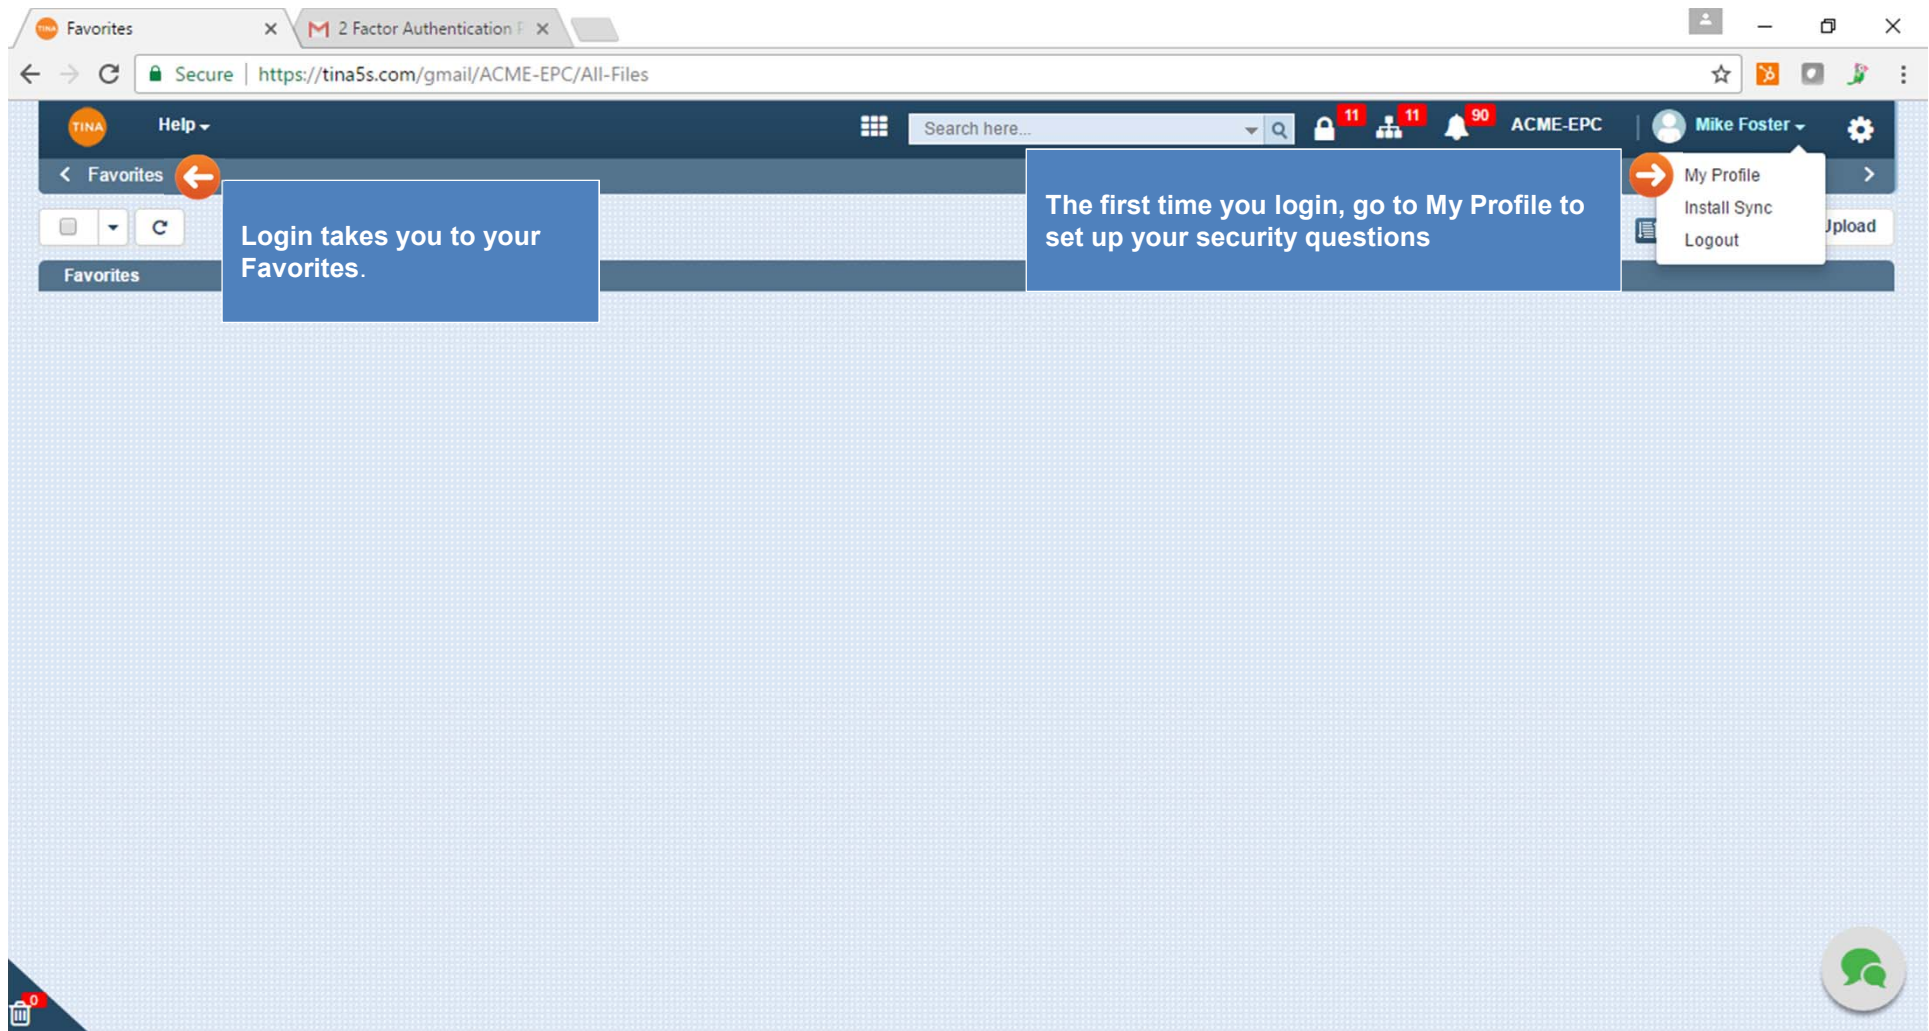 TINA Favorites
2 Factor Authentication
Secure | https://tina5s.com/gmail/ACME-EPC/All-Files
TINA Help Search here... 11 11 90 ACME-EPC | Mike Foster
Favorites
My Profile
Install Sync
Logout
Upload
The first time you login, go to My Profile to
set up your security questions
Login takes you to your
Favorites.
Favorites
0